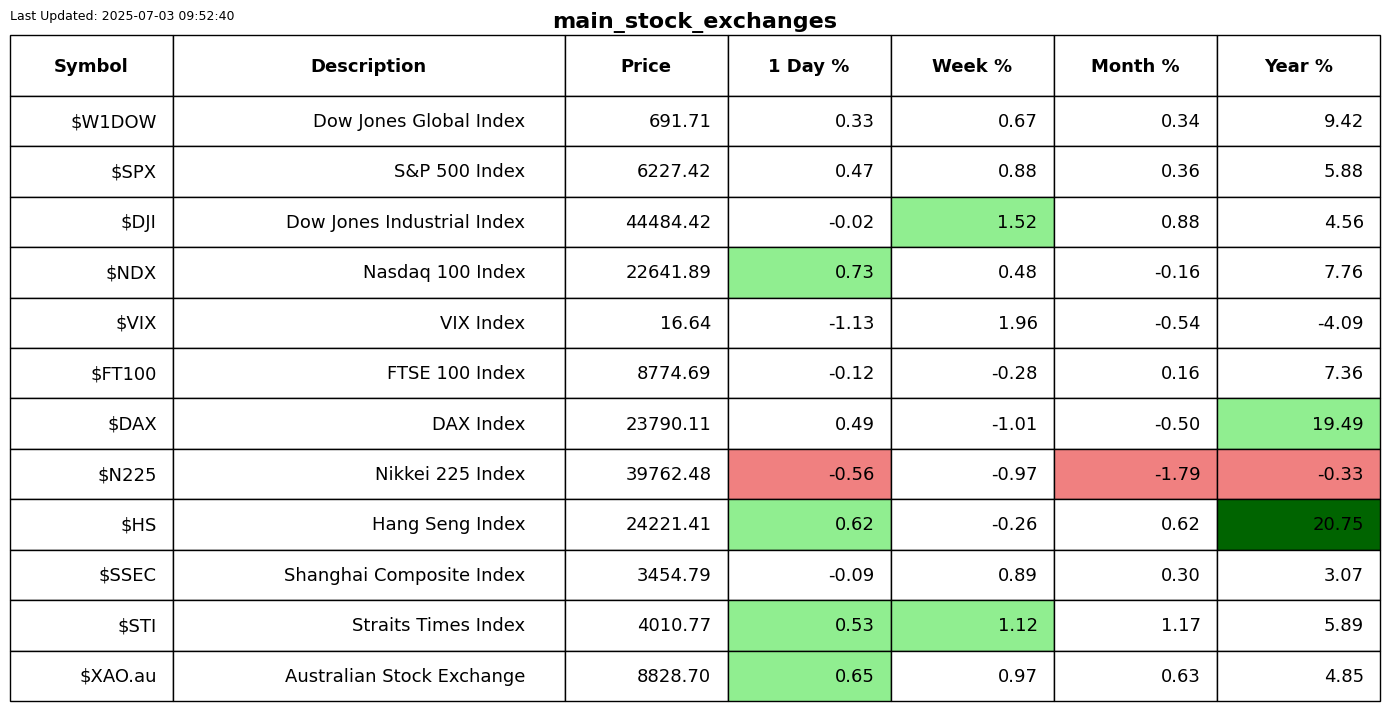 Last Updated: 2025-07-03 09:52:40
main_stock_exchanges
Symbol Description Price 1 Day % Week % Month % Year %
$W1DOW Dow Jones Global Index 691.71 0.33 0.67 0.34 9.42
$SPX S&P 500 Index 6227.42 0.47 0.88 0.36 5.88
$DJI Dow Jones Industrial Index 44484.42 -0.02 1.52 0.88 4.56
$NDX Nasdaq 100 Index 22641.89 0.73 0.48 -0.16 7.76
$VIX VIX Index 16.64 -1.13 1.96 -0.54 -4.09
$FT100 FTSE 100 Index 8774.69 -0.12 -0.28 0.16 7.36
$DAX DAX Index 23790.11 0.49 -1.01 -0.50 19.49
$N225 Nikkei 225 Index 39762.48 -0.56 -0.97 -1.79 -0.33
$HS Hang Seng Index 24221.41 0.62 -0.26 0.62 20.75
$SSEC Shanghai Composite Index 3454.79 -0.09 0.89 0.30 3.07
$STI Straits Times Index 4010.77 0.53 1.12 1.17 5.89
$XAO.au Australian Stock Exchange 8828.70 0.65 0.97 0.63 4.85